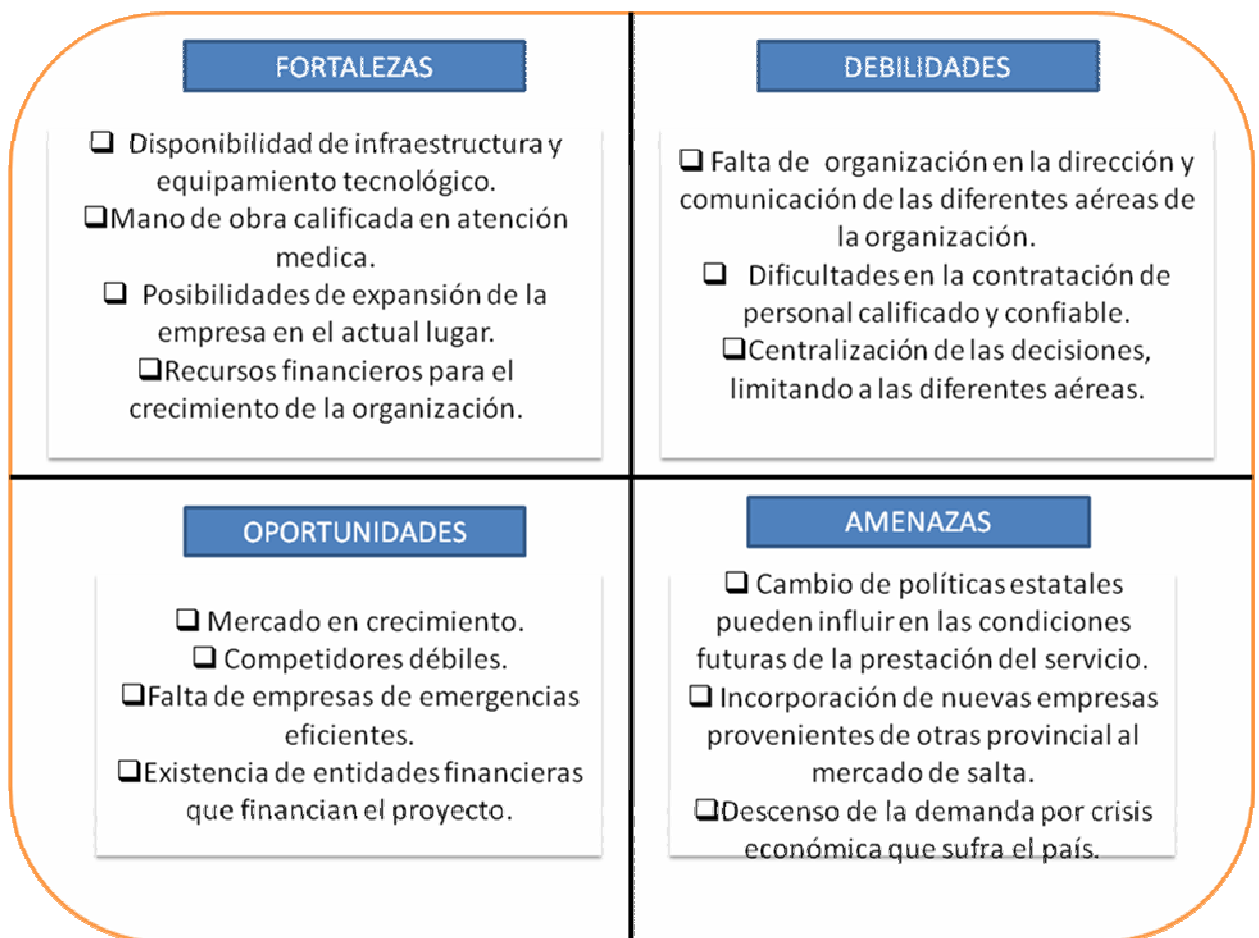 FORTALEZAS
❑ Disponibilidad de infraestructura y
equipamiento tecnológico.
❑Mano de obra calificada en atención
medica.
❑ Posibilidades de expansión de la
empresa en el actual lugar.
❑Recursos financieros para el
crecimiento de la organización.
DEBILIDADES
❑ Falta de organización en la dirección y
comunicación de las diferentes aéreas de
la organización.
❑ Dificultades en la contratación de
personal calificado y confiable.
❑Centralización de las decisiones,
limitando a las diferentes aéreas.
OPORTUNIDADES
❑ Mercado en crecimiento.
❑ Competidores débiles.
❑Falta de empresas de emergencias
eficientes.
❑Existencia de entidades financieras
que financian el proyecto.
AMENAZAS
❑ Cambio de políticas estatales
pueden influir en las condiciones
futuras de la prestación del servicio.
❑ Incorporación de nuevas empresas
provenientes de otras provincial al
mercado de salta.
❑Descenso de la demanda por crisis
económica que sufra el país.